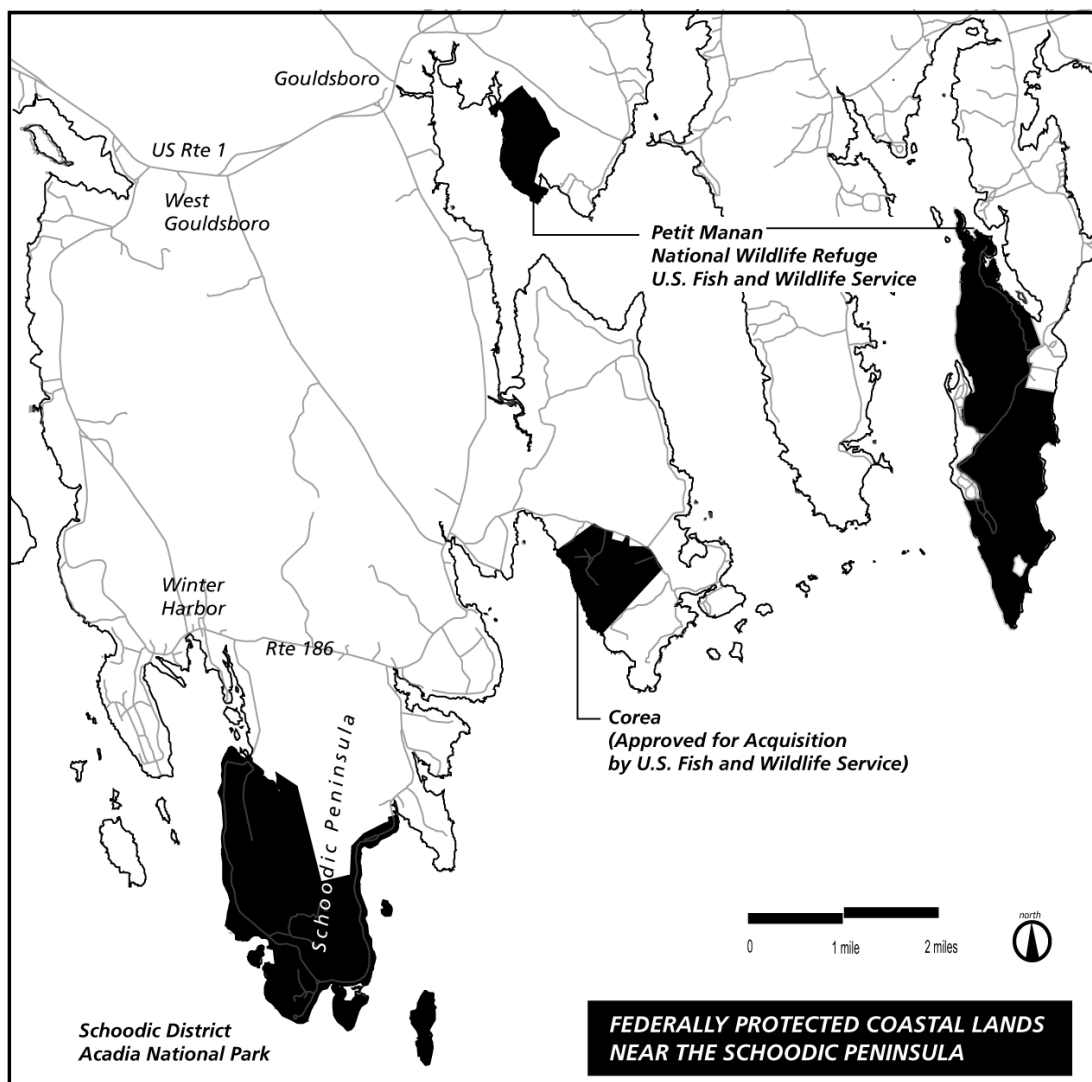 Gouldsboro
US Rte 1
West
Gouldsboro
Petit Manan
National Wildlife Refuge
U.S. Fish and Wildlife Service
Winter
Harbor
Rte 186
Corea
(Approved for Acquisition
by U.S. Fish and Wildlife Service)
Schoodic Peninsula
north
0 1 mile 2 miles
Schoodic District
Acadia National Park
FEDERALLY PROTECTED COASTAL LANDS
NEAR THE SCHOODIC PENINSULA